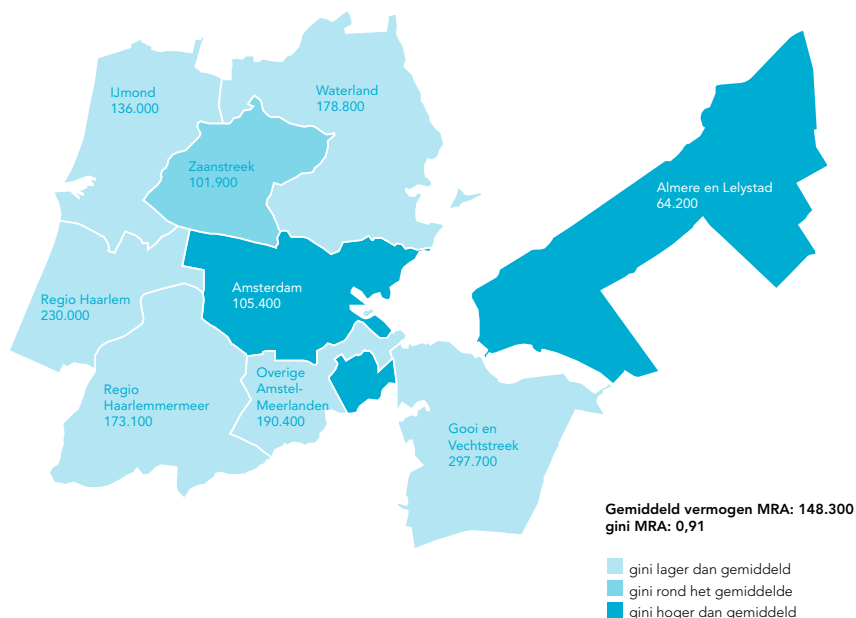 IJmond
136.000
Waterland
178.800
Zaanstreek
101.900
Almere en Lelystad
64.200
Amsterdam
105.400
Regio Haarlem
230.000
Regio
Haarlemmermeer
173.100
Overige
Amstel-
Meerlanden
190.400
Gooi en
Vechtstreek
297.700
Gemiddeld vermogen MRA: 148.300
gini MRA: 0,91
gini lager dan gemiddeld
gini rond het gemiddelde
gini hoger dan gemiddeld